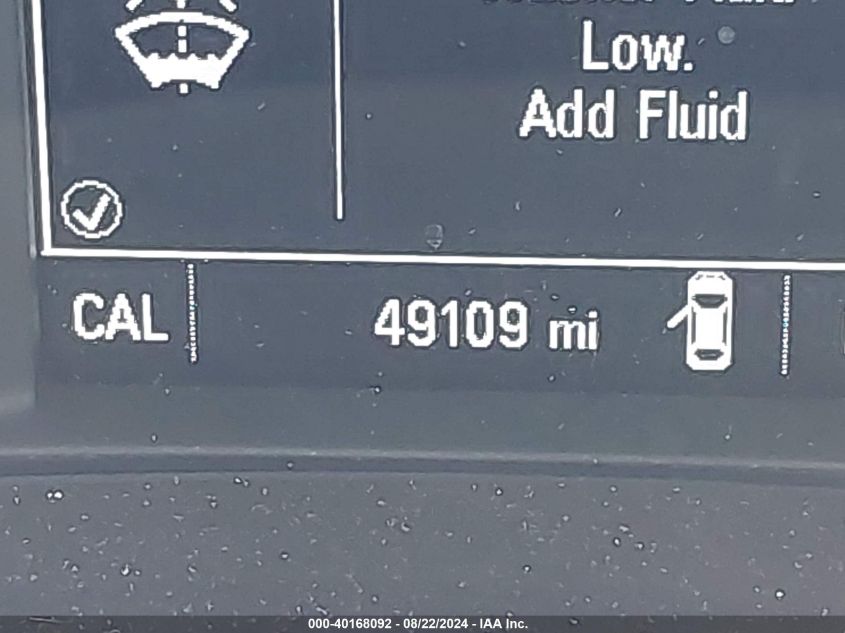 Low.
Add Fluid
CAL
49109 mi
000-40168092 - 08/22/2024 - IAA Inc.